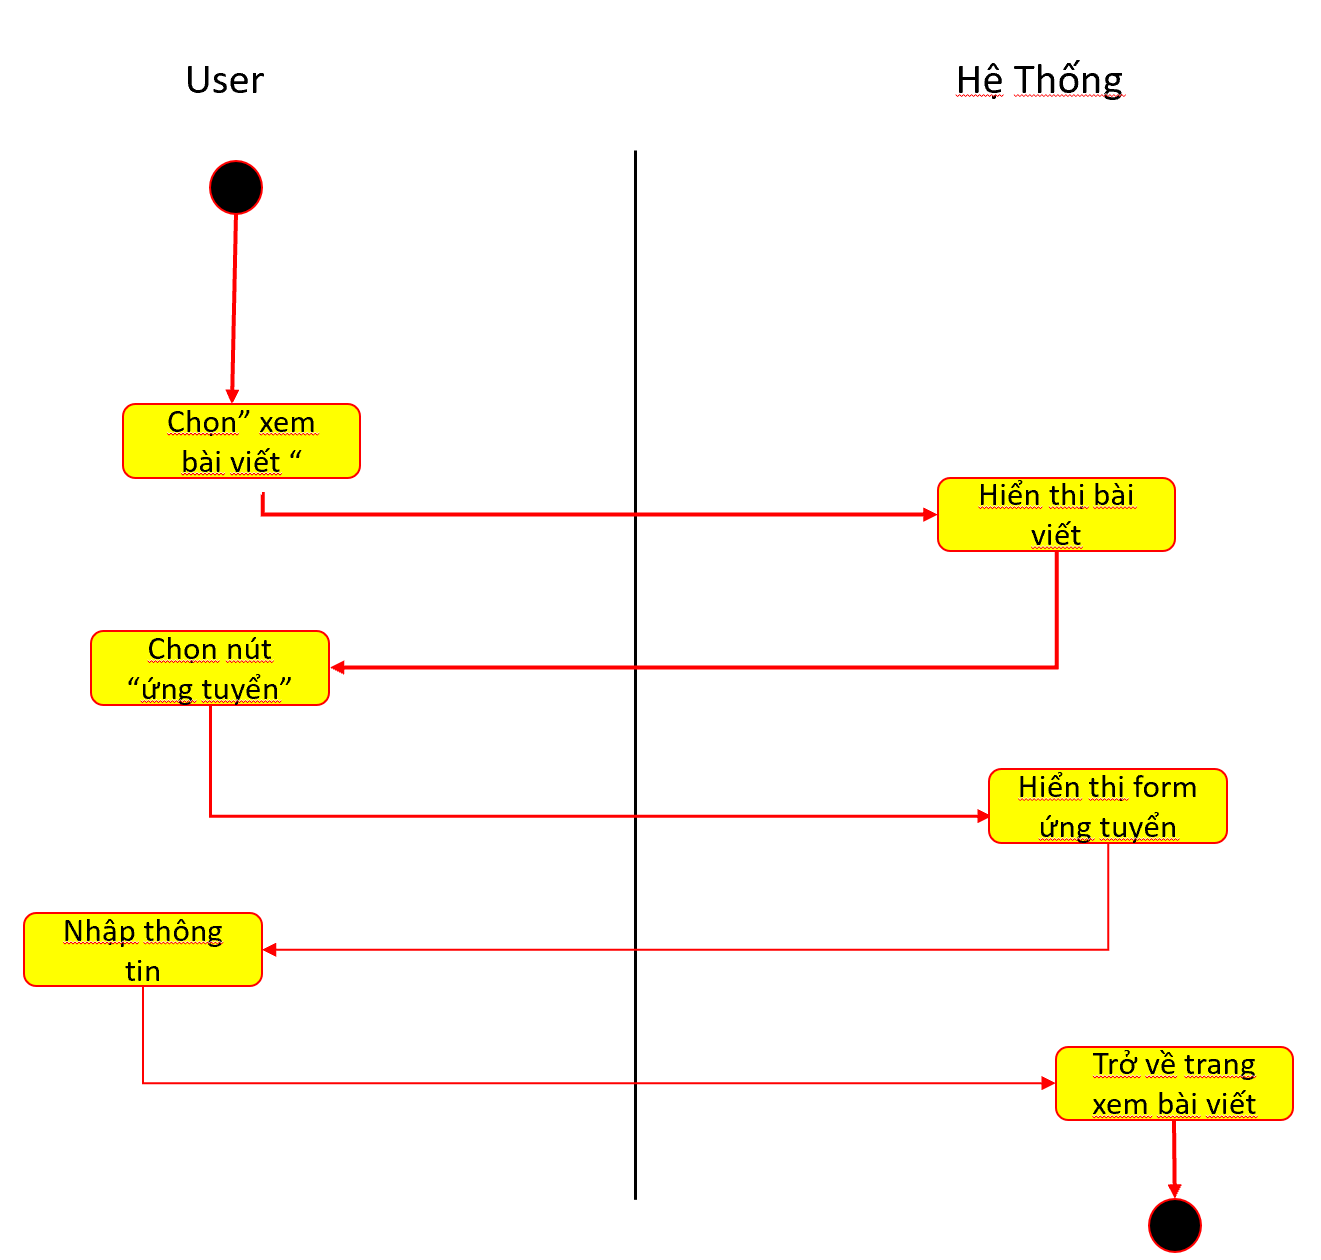 User
Hệ Thống
Chọn” xem
bài viết “
Hiển thị bài
viết
Chọn nút
“ứng tuyển”
Hiển thị form
ứng tuyển
Nhập thông
tin
Trở về trang
xem bài viết